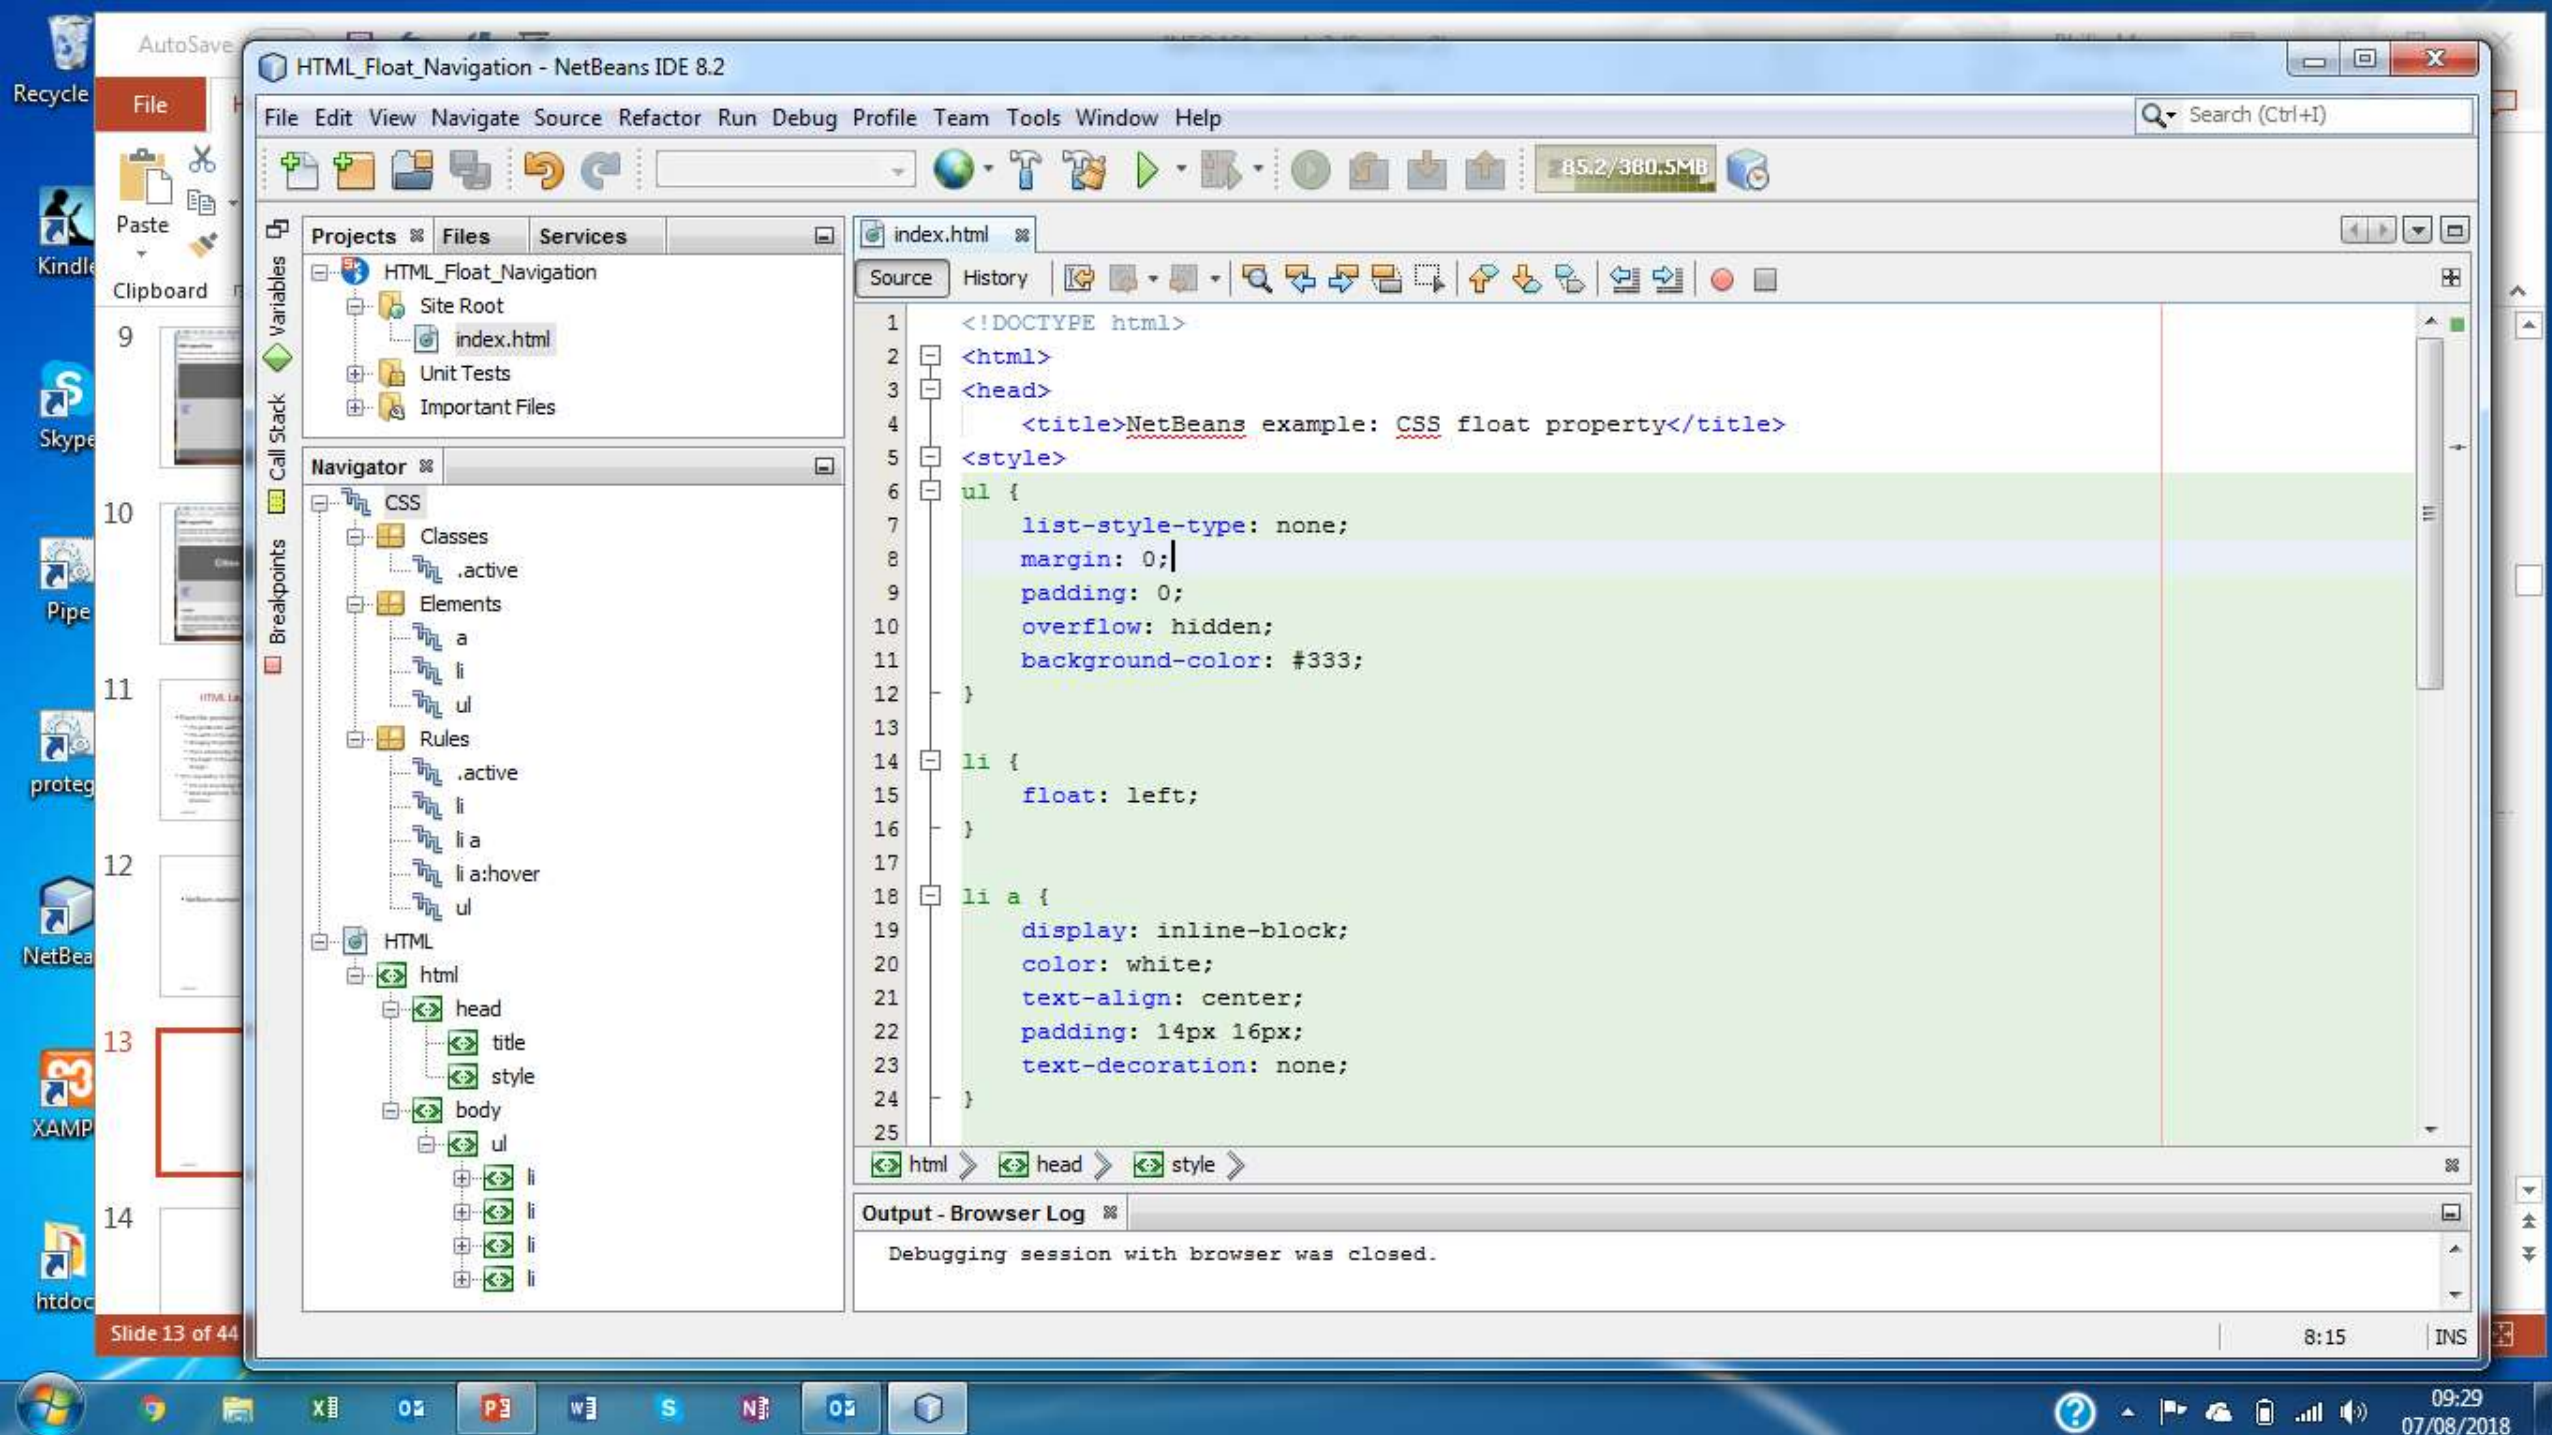 Recycle
Kindle
Skype
Pipe
proteg
NetBea
XAMP
htdoc
AutoSave
File
Paste
Clipboard
9
10
11
12
13
14
Slide 13 of 44
HTML_Float_Navigation - NetBeans IDE 8.2
File Edit View Navigate Source Refactor Run Debug Profile Team Tools Window Help
Search (Ctrl+I)
85.2/380.5MB
Variables
Call Stack
Breakpoints
Projects Files Services
HTML_Float_Navigation
Site Root
index.html
Unit Tests
Important Files
Navigator
CSS
Classes
.active
Elements
a
li
ul
Rules
.active
li
li a
li a:hover
ul
HTML
html
head
title
style
body
ul
li
li
li
li
index.html
Source History
1 <!DOCTYPE html>
2 <html>
3 <head>
4 <title>NetBeans example: CSS float property</title>
5 <style>
6 ul {
7 list-style-type: none;
8 margin: 0;
9 padding: 0;
10 overflow: hidden;
11 background-color: #333;
12 }
13
14 li {
15 float: left;
16 }
17
18 li a {
19 display: inline-block;
20 color: white;
21 text-align: center;
22 padding: 14px 16px;
23 text-decoration: none;
24 }
25
html head style
Output - Browser Log
Debugging session with browser was closed.
8:15 INS
09:29
07/08/2018